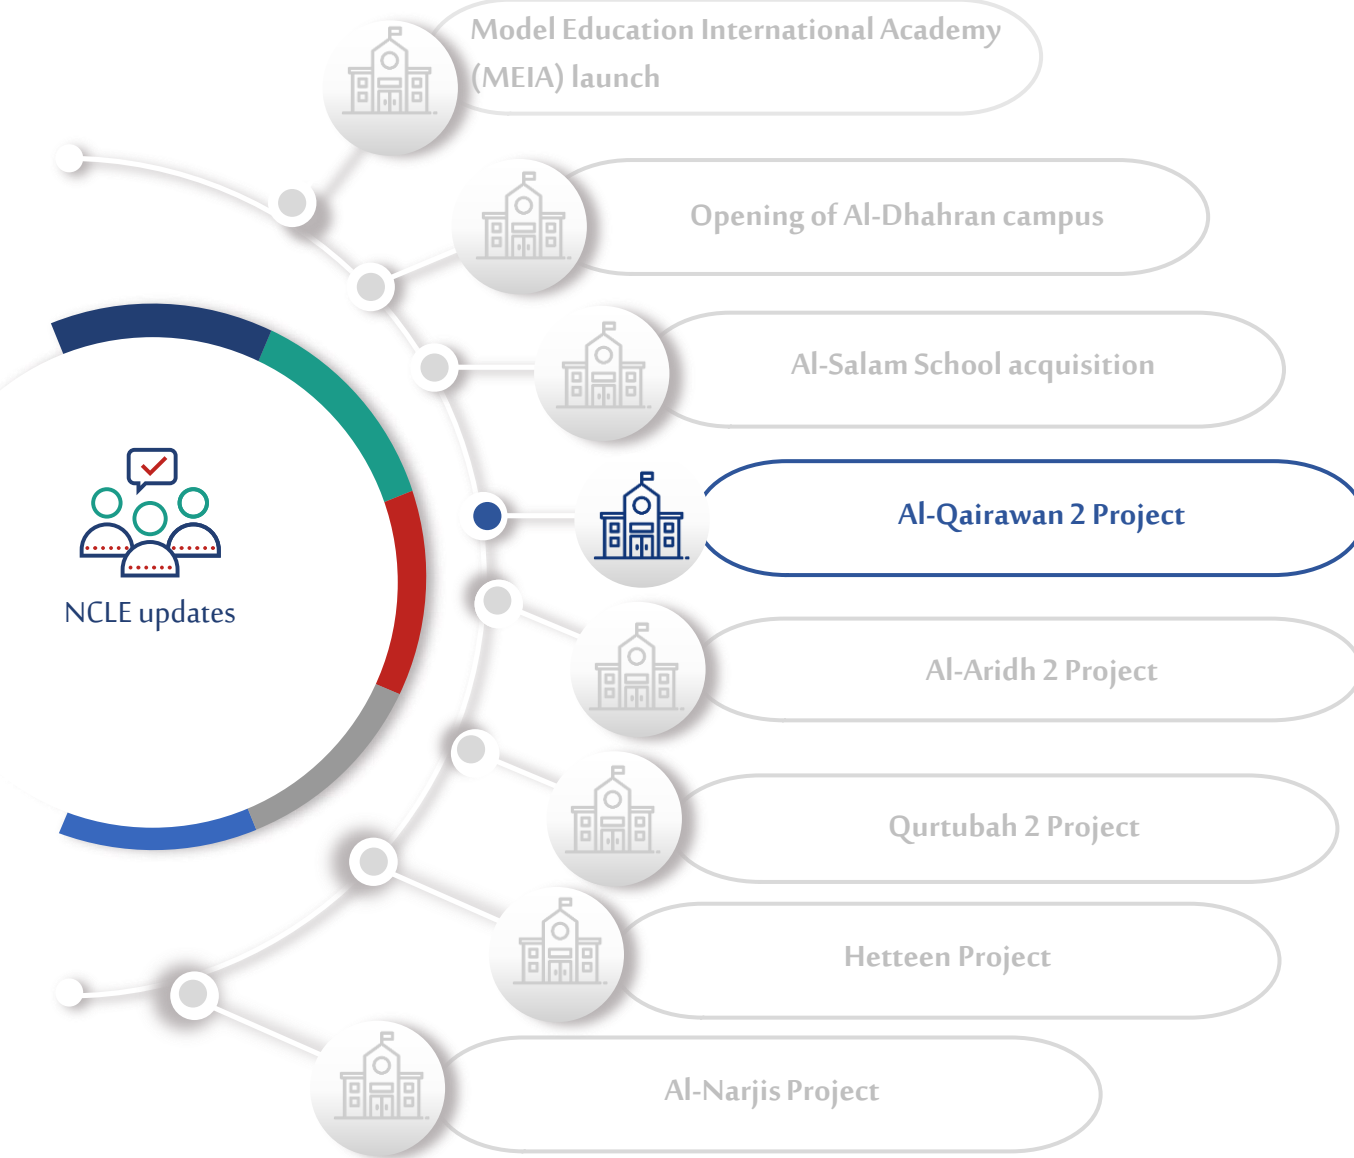 Model Education International Academy
(MEIA) launch
Opening of Al-Dhahran campus
Al-Salam School acquisition
Al-Qairawan 2 Project
NCLE updates
Al-Aridh 2 Project
Qurtubah 2 Project
Hetteen Project
Al-Narjis Project